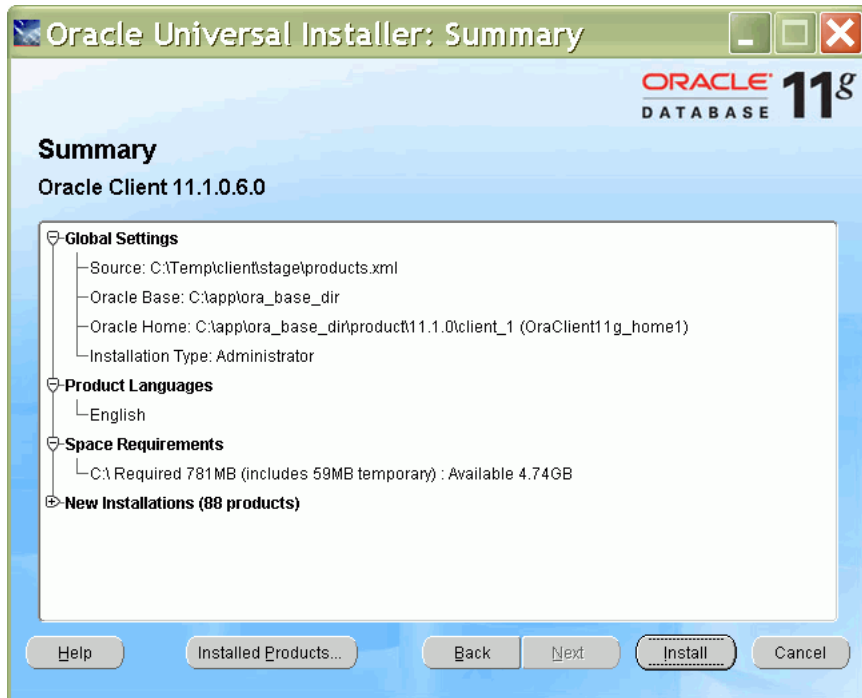 Oracle Universal Installer: Summary
ORACLE DATABASE 11g
Summary
Oracle Client 11.1.0.6.0
Global Settings
Source: C:\Temp\client\stage\products.xml
Oracle Base: C:\app\ora_base_dir
Oracle Home: C:\app\ora_base_dir\product\11.1.0\client_1 (OraClient11g_home1)
Installation Type: Administrator
Product Languages
English
Space Requirements
C:\ Required 781MB (includes 59MB temporary) : Available 4.74GB
New Installations (88 products)
Help Installed Products... Back Next Install Cancel